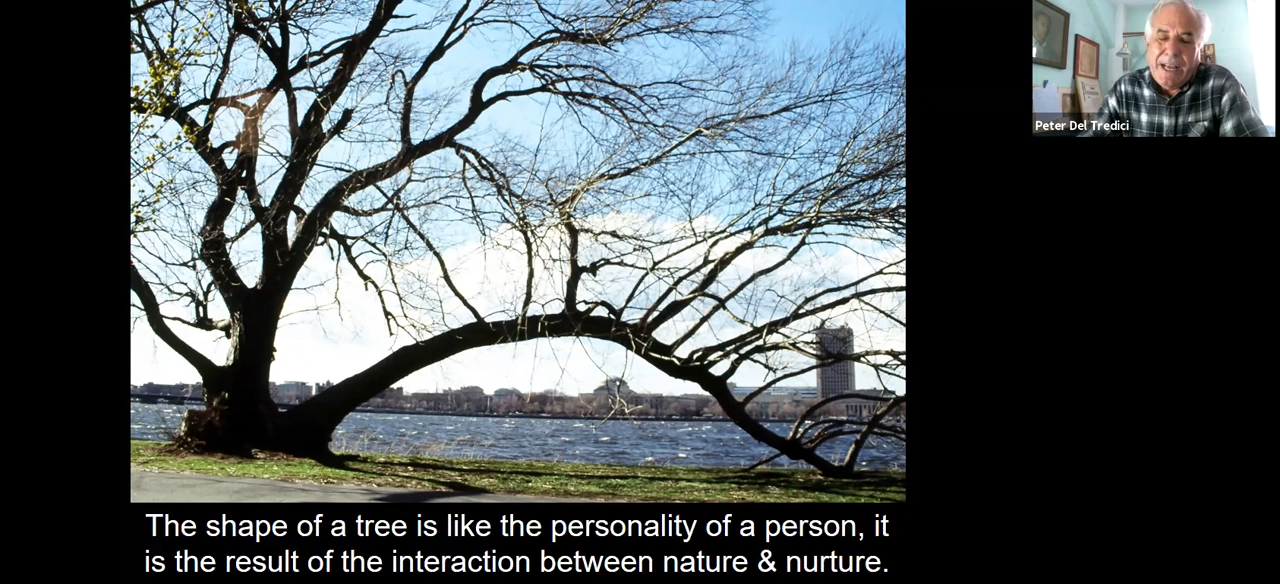 Peter Del Tredici
The shape of a tree is like the personality of a person, it
is the result of the interaction between nature & nurture.